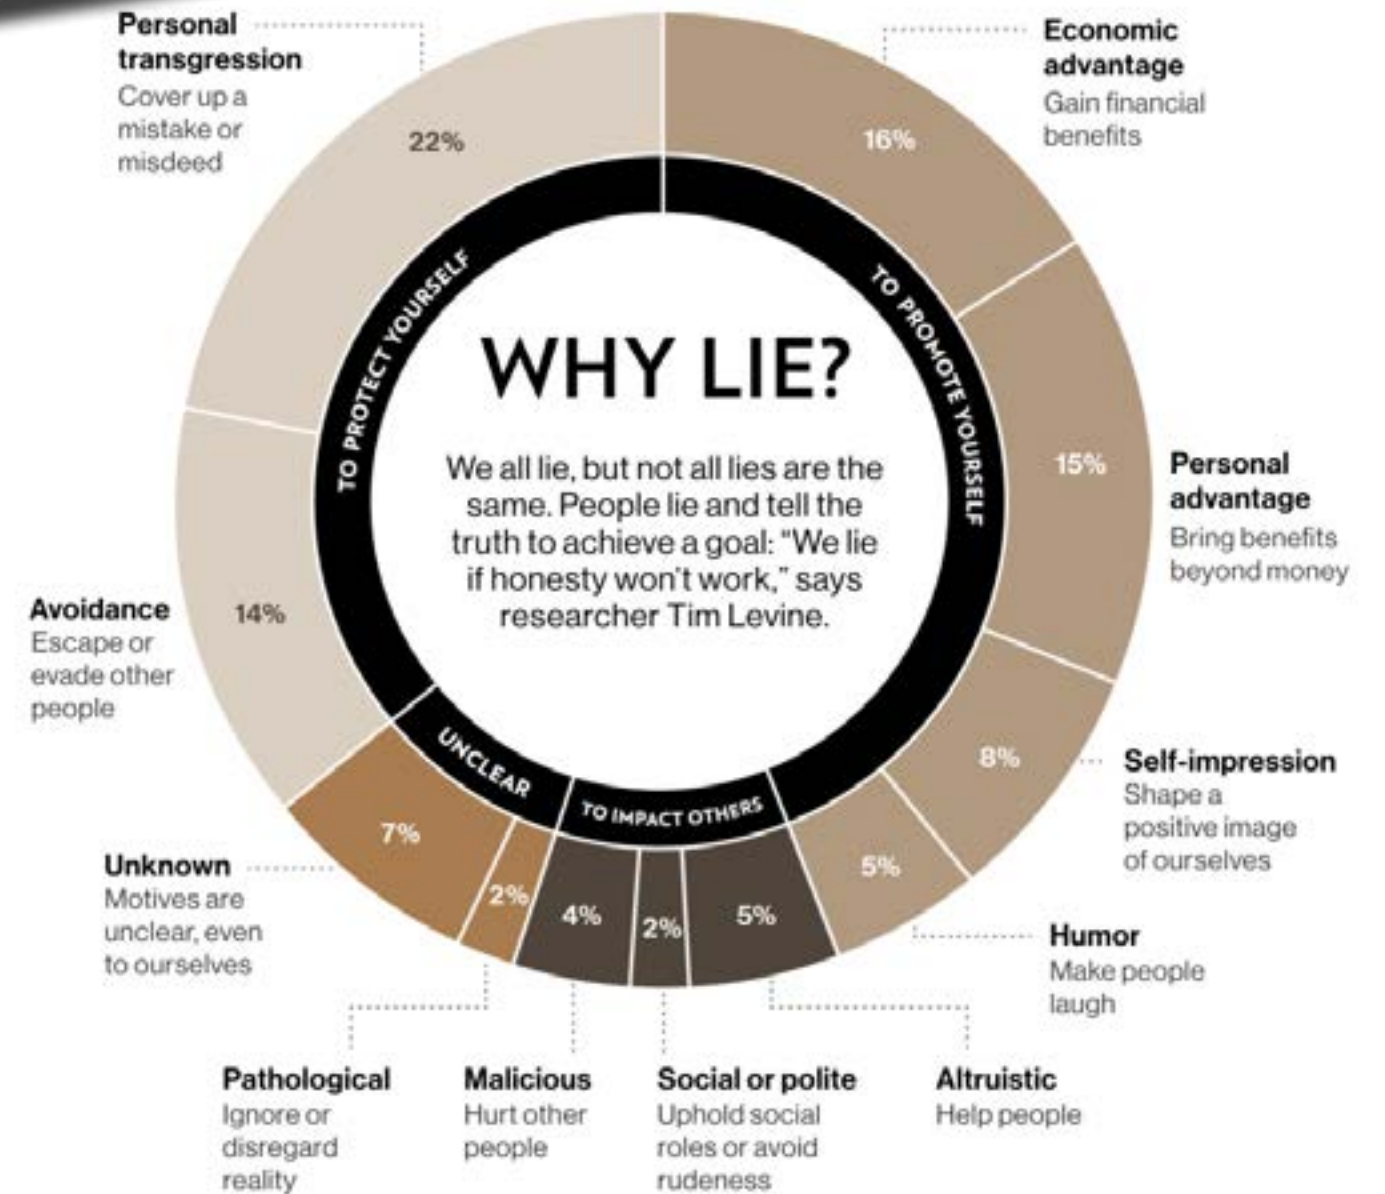 WHY LIE?
We all lie, but not all lies are the
same. People lie and tell the
truth to achieve a goal: “We lie
if honesty won’t work,” says
researcher Tim Levine.
TO PROMOTE YOURSELF
16%
Economic
advantage
Gain financial
benefits
15%
Personal
advantage
Bring benefits
beyond money
8%
Self-impression
Shape a
positive image
of ourselves
5%
Humor
Make people
laugh
TO IMPACT OTHERS
5%
Altruistic
Help people
2%
Social or polite
Uphold social
roles or avoid
rudeness
4%
Malicious
Hurt other
people
UNCLEAR
2%
Pathological
Ignore or
disregard
reality
7%
Unknown
Motives are
unclear, even
to ourselves
TO PROTECT YOURSELF
14%
Avoidance
Escape or
evade other
people
22%
Personal
transgression
Cover up a
mistake or
misdeed